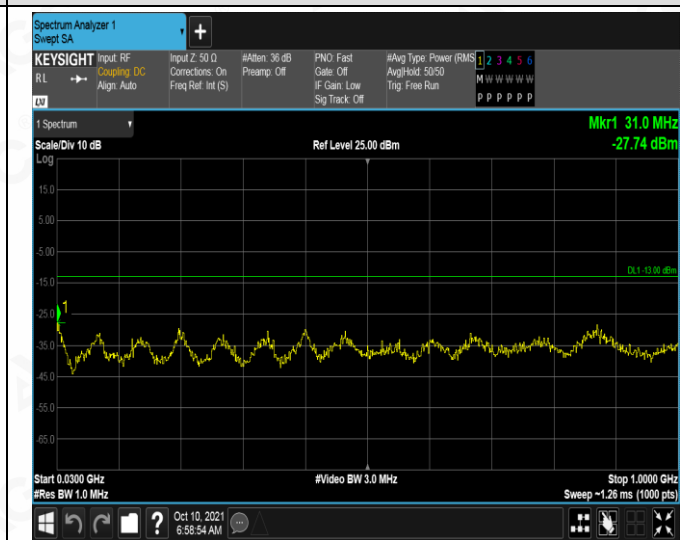 Spectrum Analyzer 1
Swept SA
+
KEYSIGHT
RL
LXI
Input: RF
Coupling: DC
Align: Auto
Input Z: 50 Ω
Corrections: On
Freq Ref: Int (S)
#Atten: 36 dB
Preamp: Off
PNO: Fast
Gate: Off
IF Gain: Low
Sig Track: Off
#Avg Type: Power (RMS
Avg|Hold: 50/50
Trig: Free Run
1 2 3 4 5 6
M W W W W W
P P P P P P
1 Spectrum
Mkr1 31.0 MHz
Scale/Div 10 dB
Ref Level 25.00 dBm
-27.74 dBm
Log
15.0
5.00
-5.00
DL1 -13.00 dBm
-15.0
-25.0
1
-35.0
-45.0
-55.0
-65.0
Start 0.0300 GHz
#Video BW 3.0 MHz
Stop 1.0000 GHz
#Res BW 1.0 MHz
Sweep ~1.26 ms (1000 pts)
?
Oct 10, 2021
6:58:54 AM